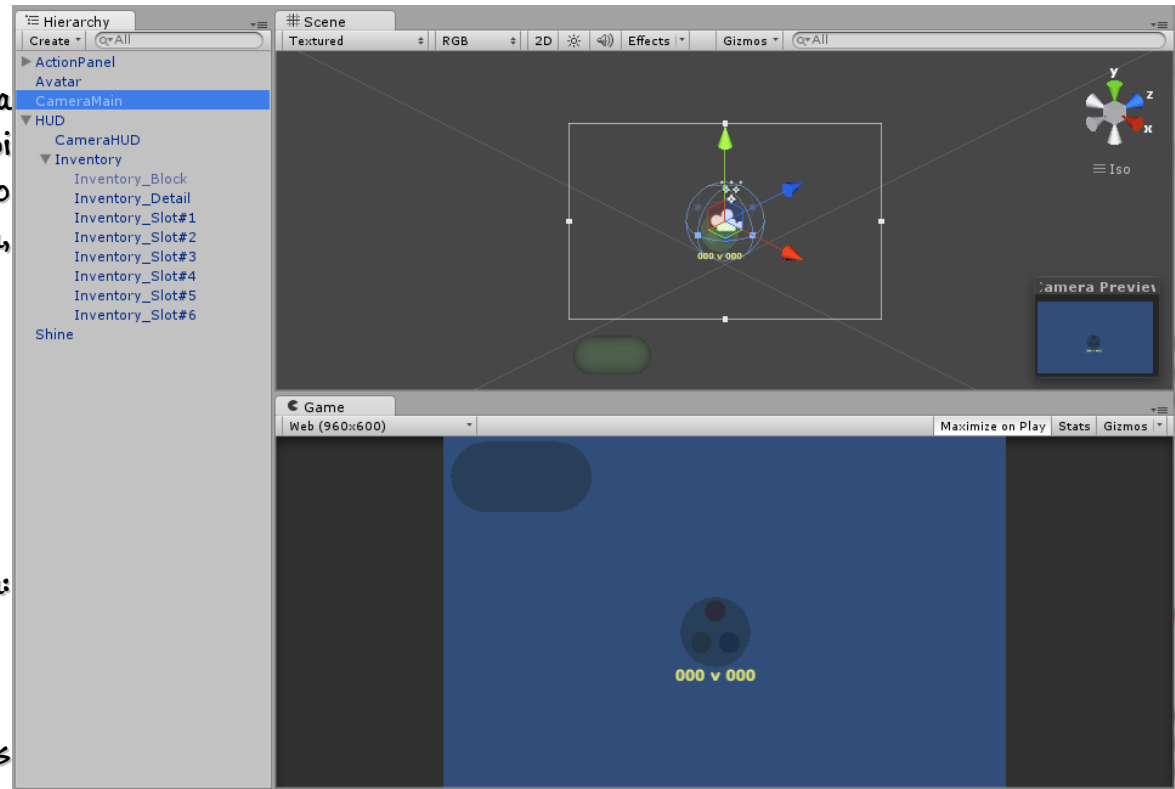 Hierarchy
Scene
Create All
Textured RGB 2D Effects Gizmos All
ActionPanel
Avatar
CameraMain
HUD
CameraHUD
Inventory
Inventory_Block
Inventory_Detail
Inventory_Slot#1
Inventory_Slot#2
Inventory_Slot#3
Inventory_Slot#4
Inventory_Slot#5
Inventory_Slot#6
Shine
y
z
x
Iso
000 v 000
Camera Preview
Game
Web (960x600) Maximize on Play Stats Gizmos
000 v 000